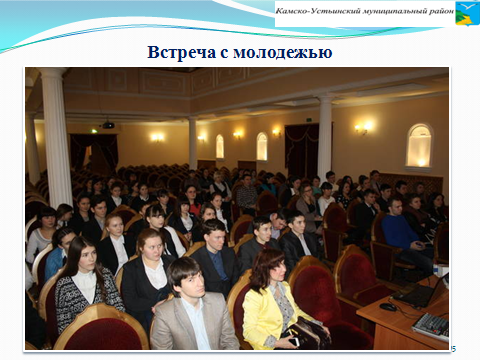 Камско-Устьинский муниципальный район
Встреча с молодежью